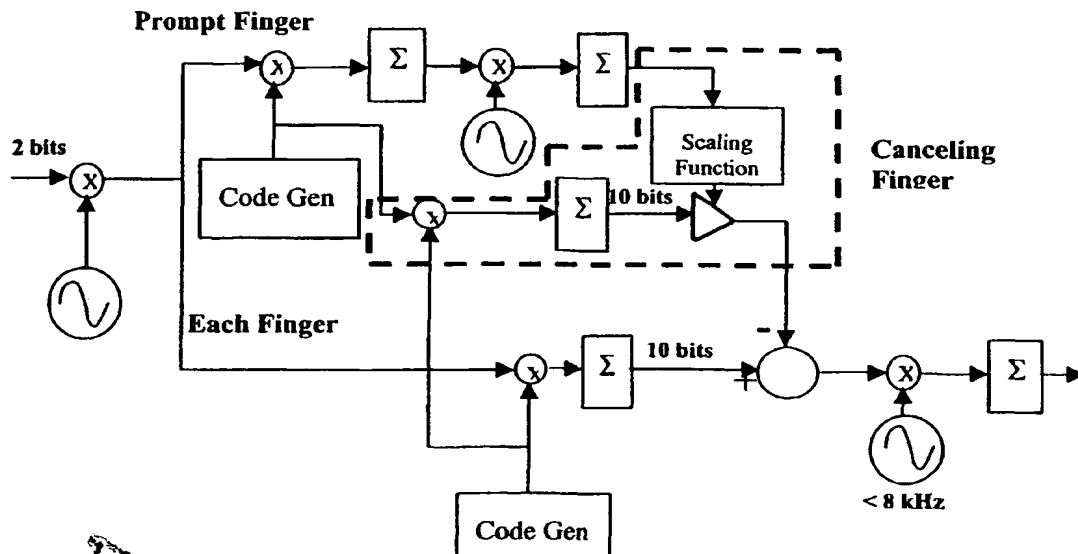 Prompt Finger
Σ
Σ
X
X
2 bits
X
Code Gen
Scaling
Function
Canceling
Finger
x
Σ
10 bits
Each Finger
x
Σ
10 bits
-
+
X
Σ
< 8 kHz
Code Gen